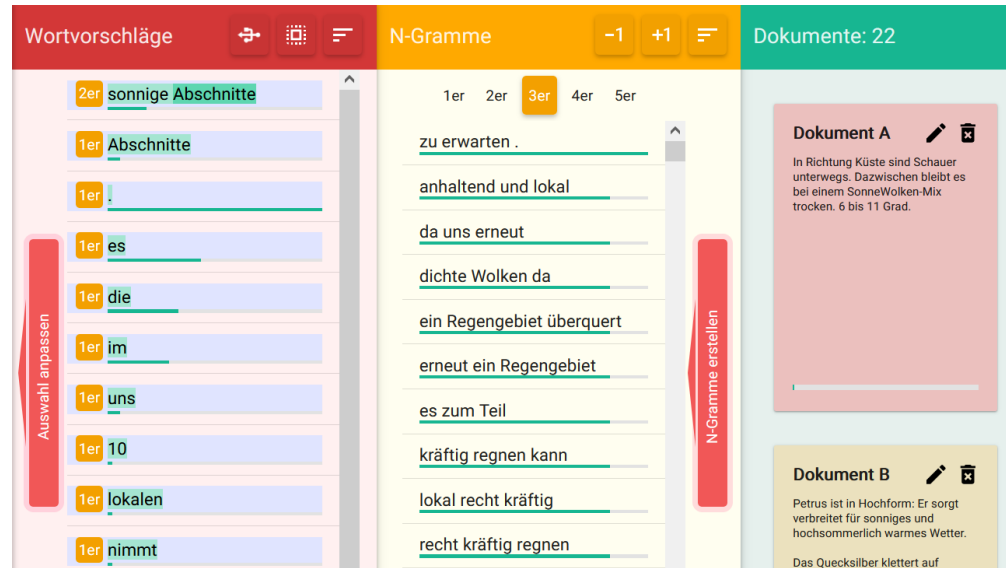 Wortvorschläge
2er sonnige Abschnitte
1er Abschnitte
1er .
1er es
1er die
1er im
1er uns
1er 10
1er lokalen
1er nimmt
Auswahl anpassen
N-Gramme
-1 +1
1er 2er 3er 4er 5er
zu erwarten .
anhaltend und lokal
da uns erneut
dichte Wolken da
ein Regengebiet überquert
erneut ein Regengebiet
es zum Teil
kräftig regnen kann
lokal recht kräftig
recht kräftig regnen
N-Gramme erstellen
Dokumente: 22
Dokument A
In Richtung Küste sind Schauer
unterwegs. Dazwischen bleibt es
bei einem SonneWolken-Mix
trocken. 6 bis 11 Grad.
Dokument B
Petrus ist in Hochform: Er sorgt
verbreitet für sonniges und
hochsommerlich warmes Wetter.
Das Quecksilber klettert auf